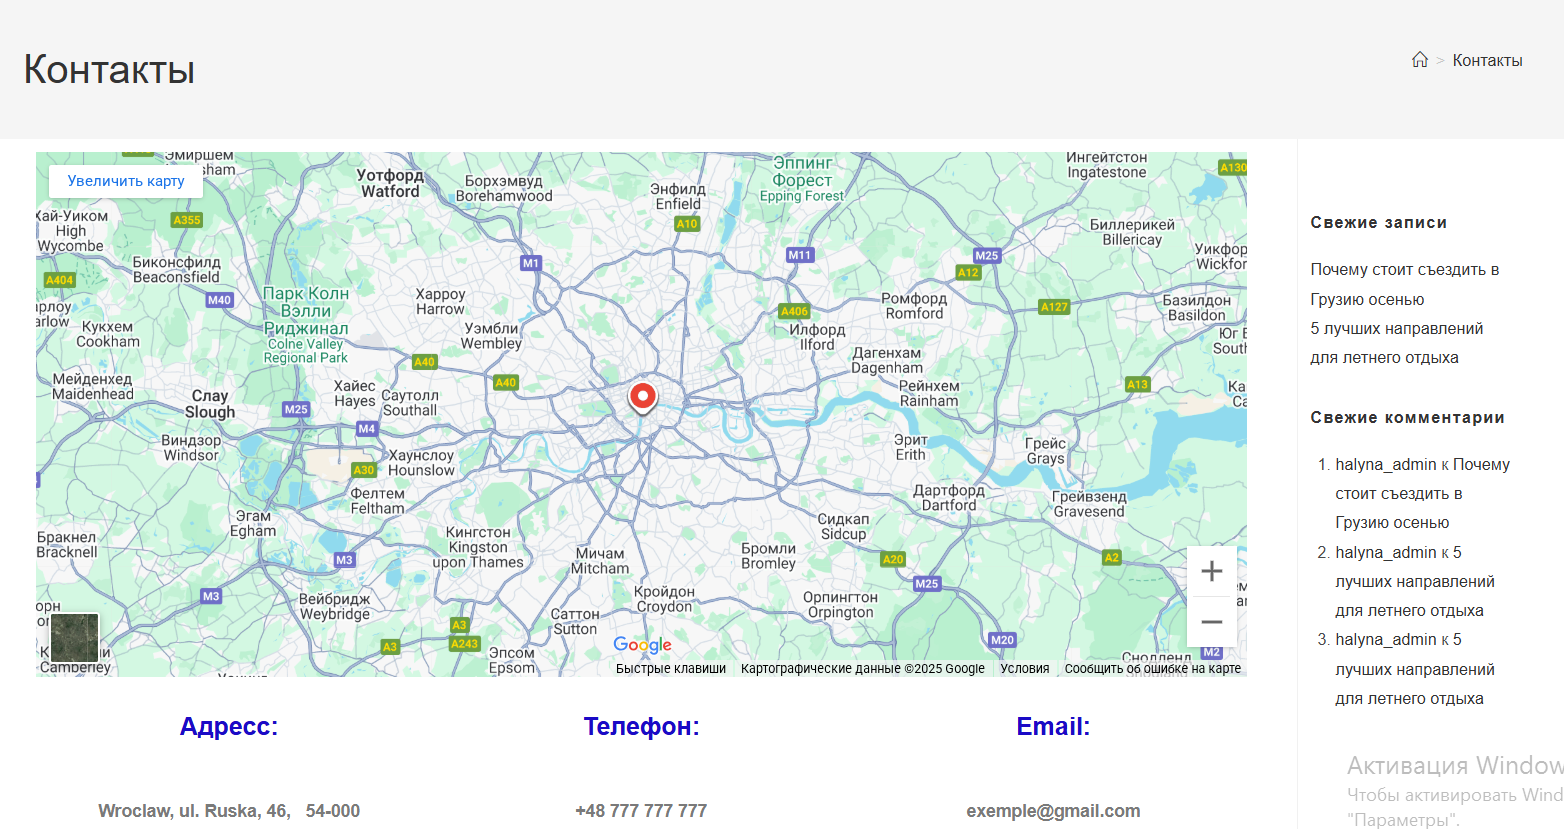 Контакты
> Контакты
Увеличить карту
Эмиршем
Уотфорд
Watford
Борхэмвуд
Borehamwood
Энфилд
Enfield
Эппинг
Форест
Epping Forest
Ингейтстон
Ingatestone
A130
Хай-Уиком
High
Wycombe
A355
A10
Биллерикей
Billericay
Биконсфилд
Beaconsfield
M1
M11
M25
A12
A404
M40
Парк Колн
Вэлли
Риджинал
Colne Valley
Regional Park
Харроу
Harrow
A406
Ромфорд
Romford
A127
Базилдон
Basildon
Кукхем
Cookham
Уэмбли
Wembley
Илфорд
Ilford
A40
Дагенхам
Dagenham
Мейденхед
Maidenhead
A40
Хайес
Hayes
Саутолл
Southall
Рейнхем
Rainham
A13
Слау
Slough
M25
M4
Виндзор
Windsor
Хаунслоу
Hounslow
A30
Эрит
Erith
Грейс
Grays
Фелтем
Feltham
Дартфорд
Dartford
Грейвзенд
Gravesend
Эгам
Egham
Сидкап
Sidcup
Бракнел
Bracknell
Кингстон
Kingston
upon Thames
M3
Мичам
Mitcham
Бромли
Bromley
A20
A2
M25
M3
Вейбридж
Weybridge
Кройдон
Croydon
Орпингтон
Orpington
Саттон
Sutton
A3
A243
A3
M20
M2
Эпсом
Epsom
Camberley
Снодленд
Google
Быстрые клавиши
Картографические данные ©2025 Google
Условия
Сообщить об ошибке на карте
Адресс:
Wroclaw, ul. Ruska, 46, 54-000
Телефон:
+48 777 777 777
Email:
exemple@gmail.com
Свежие записи
Почему стоит съездить в
Грузию осенью
5 лучших направлений
для летнего отдыха
Свежие комментарии
1. halyna_admin к Почему
стоит съездить в
Грузию осенью
2. halyna_admin к 5
лучших направлений
для летнего отдыха
3. halyna_admin к 5
лучших направлений
для летнего отдыха
Активация Window
Чтобы активировать Wind
"Параметры".